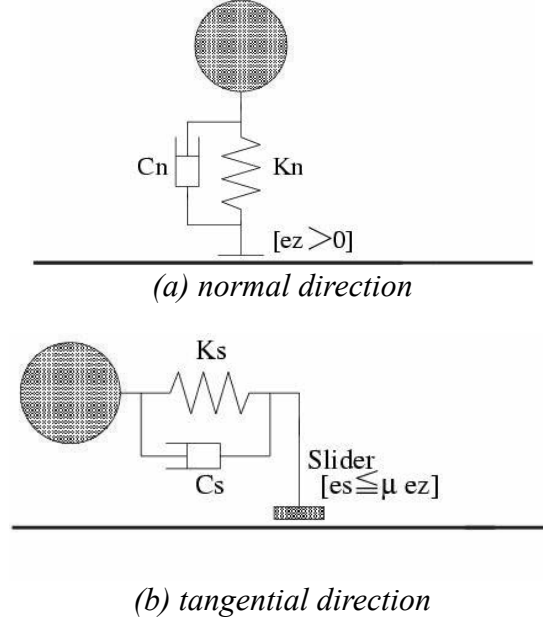 Cn
Kn
[ez >0]
(a) normal direction
Ks
Cs
Slider
[es≦μ ez]
(b) tangential direction